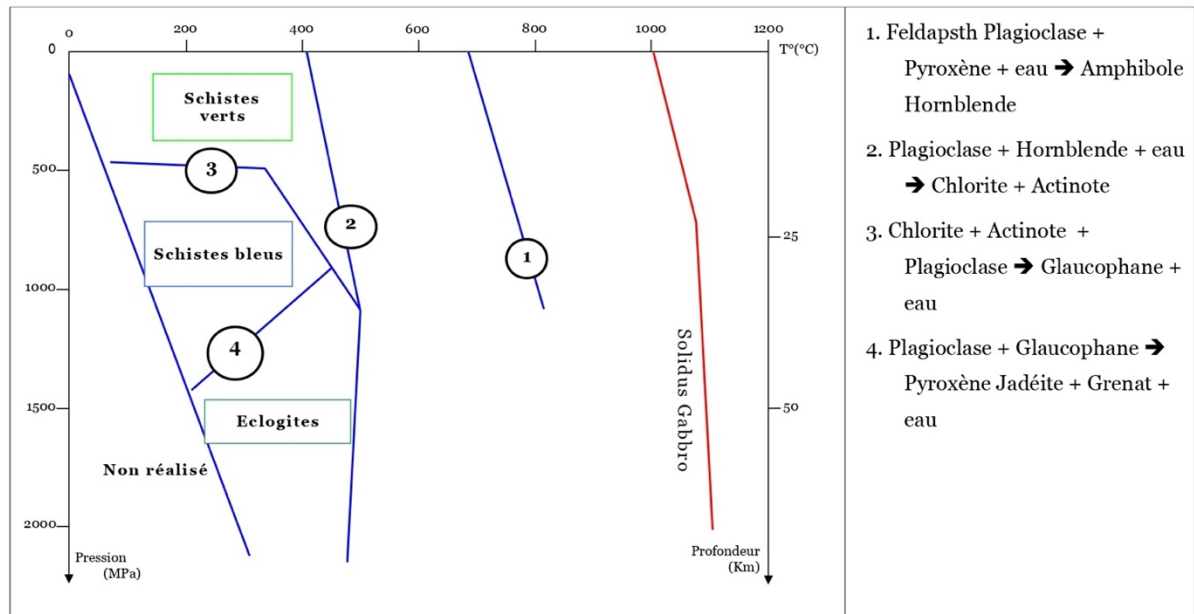 0 200 400 600 800 1000 1200
0 T°(°C)
Schistes
verts
3
500
2
25
Schistes bleus
1
1000
4
Solidus Gabbro
50
1500
Eclogites
Non réalisé
2000
Pression
(MPa)
Profondeur
(Km)
1. Feldapsth Plagioclase +
Pyroxène + eau ➔ Amphibole
Hornblende
2. Plagioclase + Hornblende + eau
➔ Chlorite + Actinote
3. Chlorite + Actinote +
Plagioclase ➔ Glaucophane +
eau
4. Plagioclase + Glaucophane ➔
Pyroxène Jadéite + Grenat +
eau